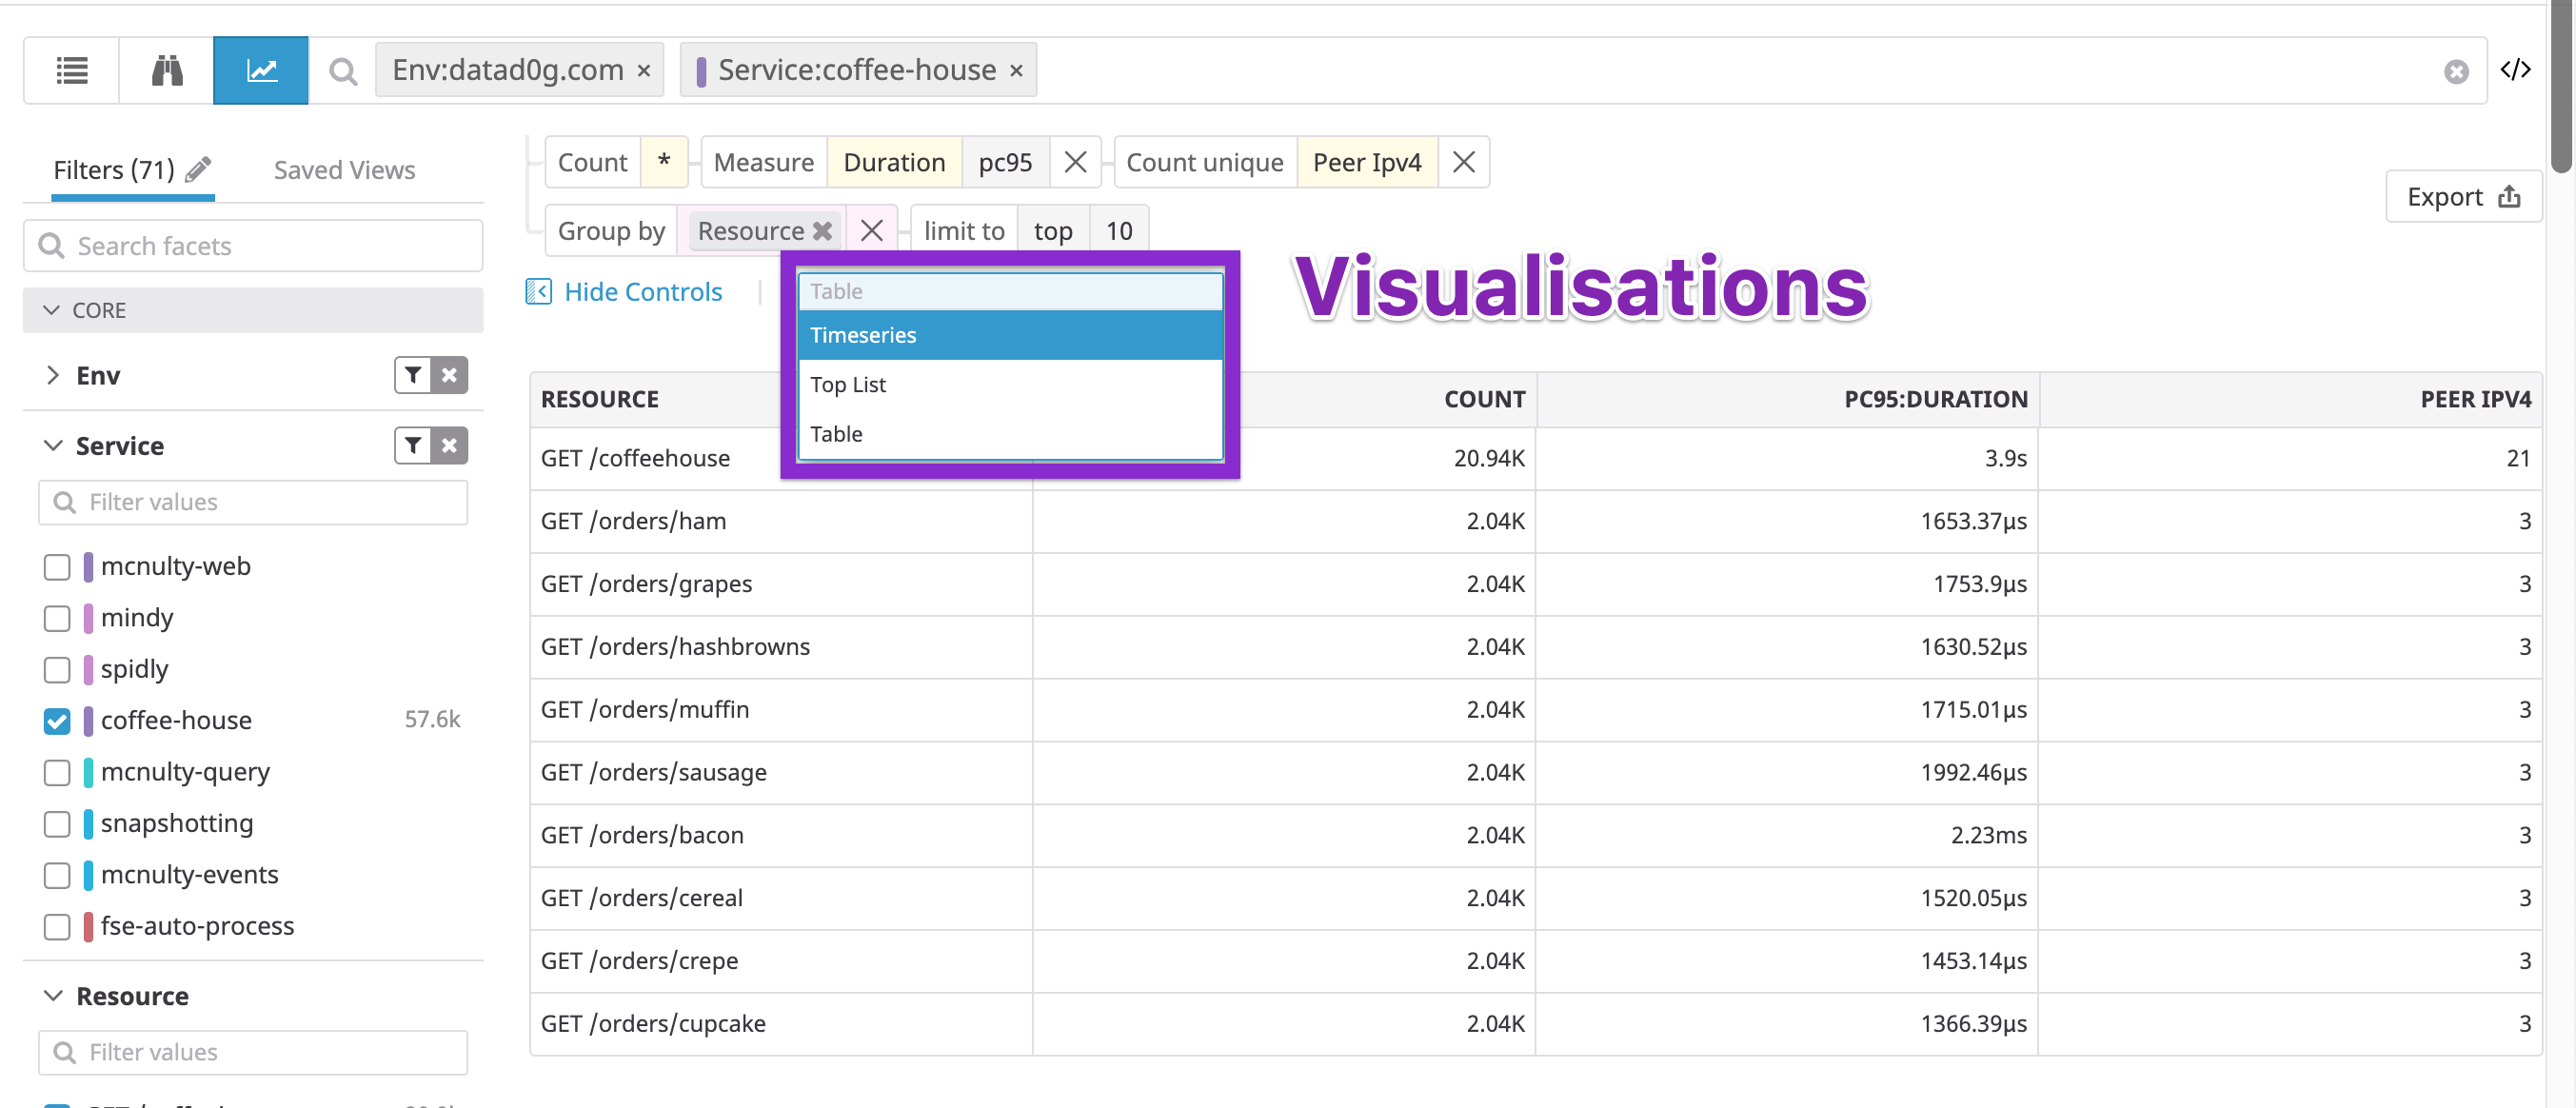 Env:datad0g.com × Service:coffee-house × </>
Filters (71) Saved Views
Search facets
CORE
Env
Service
Filter values
mcnulty-web
mindy
spidly
coffee-house 57.6k
mcnulty-query
snapshotting
mcnulty-events
fse-auto-process
Resource
Filter values
Count * Measure Duration pc95 Count unique Peer Ipv4
Group by Resource limit to top 10
Export
Hide Controls
Table
Timeseries
Top List
Table
Visualisations
RESOURCE COUNT PC95:DURATION PEER IPV4
GET /coffeehouse 20.94K 3.9s 21
GET /orders/ham 2.04K 1653.37µs 3
GET /orders/grapes 2.04K 1753.9µs 3
GET /orders/hashbrowns 2.04K 1630.52µs 3
GET /orders/muffin 2.04K 1715.01µs 3
GET /orders/sausage 2.04K 1992.46µs 3
GET /orders/bacon 2.04K 2.23ms 3
GET /orders/cereal 2.04K 1520.05µs 3
GET /orders/crepe 2.04K 1453.14µs 3
GET /orders/cupcake 2.04K 1366.39µs 3